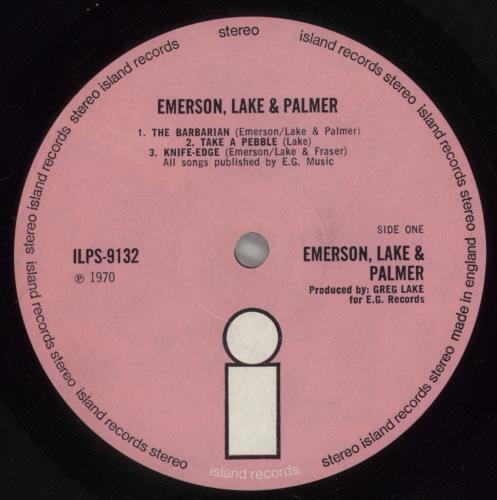 stereo
island records stereo island records stereo made in england
stereo island records stereo island records stereo island records
EMERSON, LAKE & PALMER
1. THE BARBARIAN (Emerson/Lake & Palmer)
2. TAKE A PEBBLE (Lake)
3. KNIFE-EDGE (Emerson/Lake & Fraser)
All songs published by E.G. Music
SIDE ONE
ILPS-9132
℗ 1970
EMERSON, LAKE &
PALMER
Produced by: GREG LAKE
for E.G. Records
island records stereo
stereo island records stereo
island records